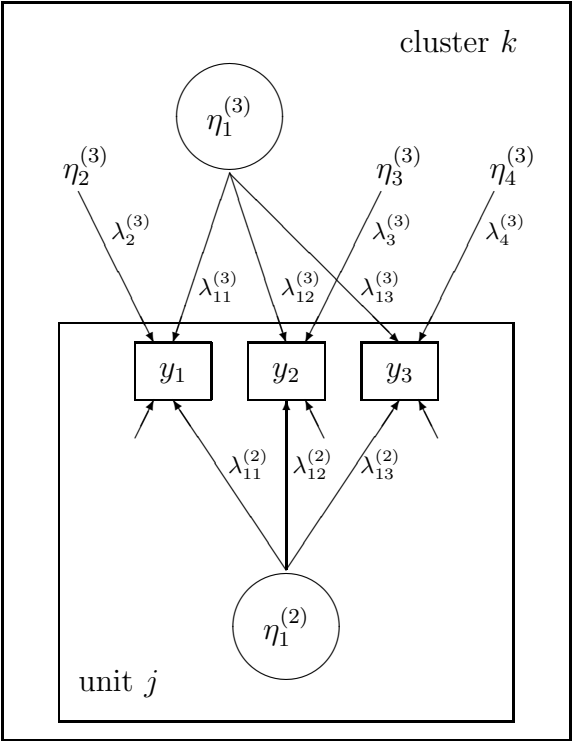 cluster k
η₁⁽³⁾
η₂⁽³⁾ η₃⁽³⁾ η₄⁽³⁾
λ₂⁽³⁾ λ₃⁽³⁾ λ₄⁽³⁾
λ₁₁⁽³⁾ λ₁₂⁽³⁾ λ₁₃⁽³⁾
y₁ y₂ y₃
λ₁₁⁽²⁾ λ₁₂⁽²⁾ λ₁₃⁽²⁾
η₁⁽²⁾
unit j